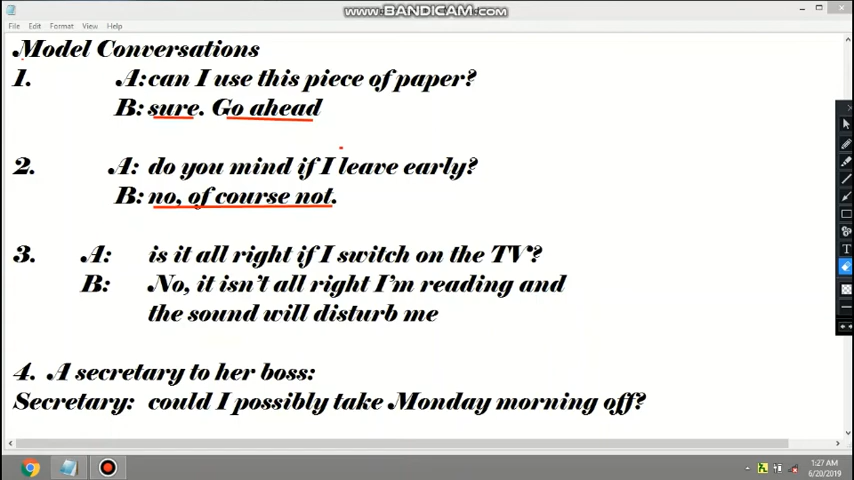 www.BANDICAM.com
File Edit Format View Help
Model Conversations
1. A: can I use this piece of paper?
B: sure. Go ahead
2. A: do you mind if I leave early?
B: no, of course not.
3. A: is it all right if I switch on the TV?
B: No, it isn't all right I'm reading and
the sound will disturb me
4. A secretary to her boss:
Secretary: could I possibly take Monday morning off?
1:27 AM
6/20/2019